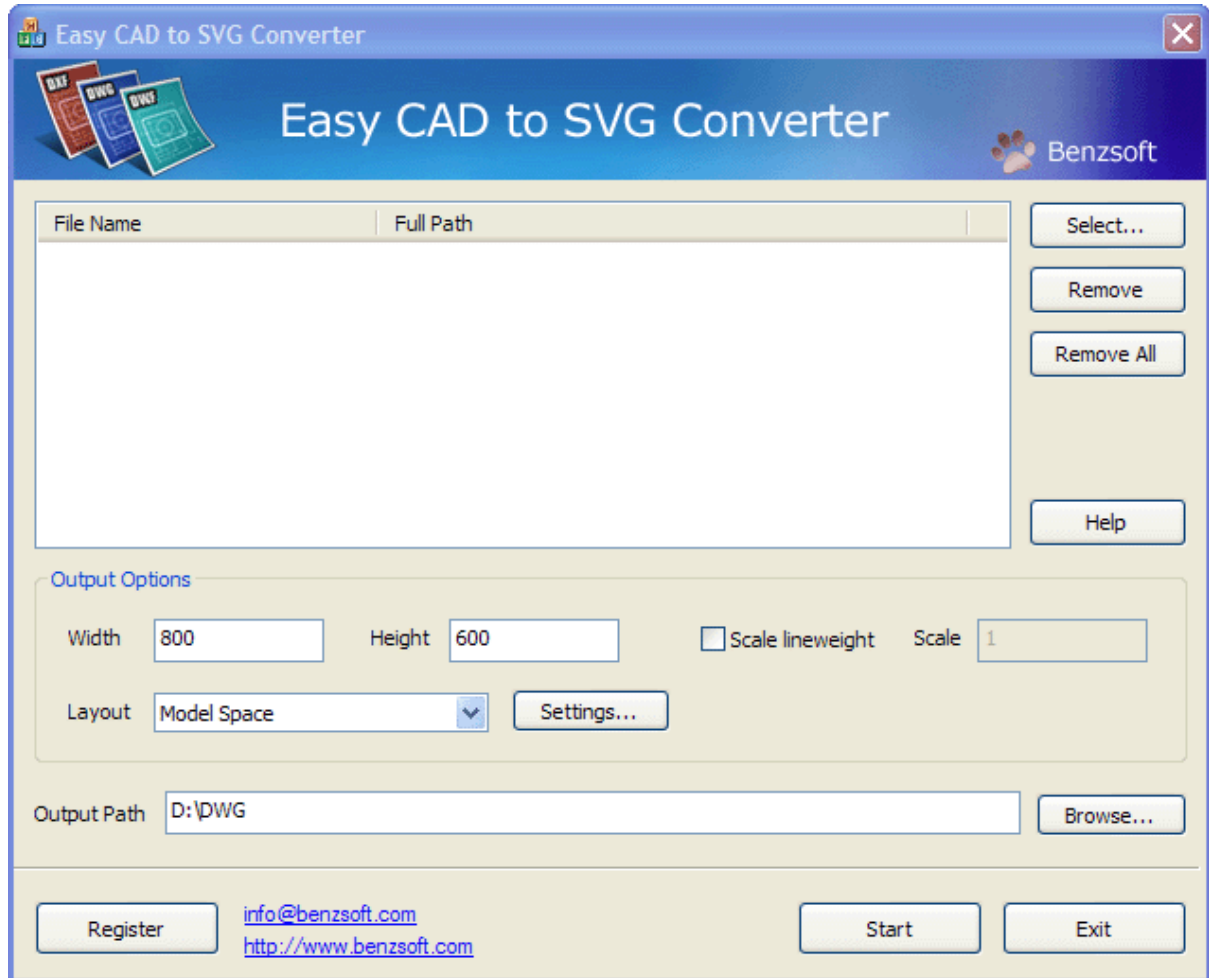 Easy CAD to SVG Converter
DXF
DWG
DWF
Easy CAD to SVG Converter
Benzsoft
File Name Full Path
Select...
Remove
Remove All
Help
Output Options
Width 800 Height 600 Scale lineweight Scale 1
Layout Model Space Settings...
Output Path D:\DWG Browse...
Register
info@benzsoft.com
http://www.benzsoft.com
Start Exit